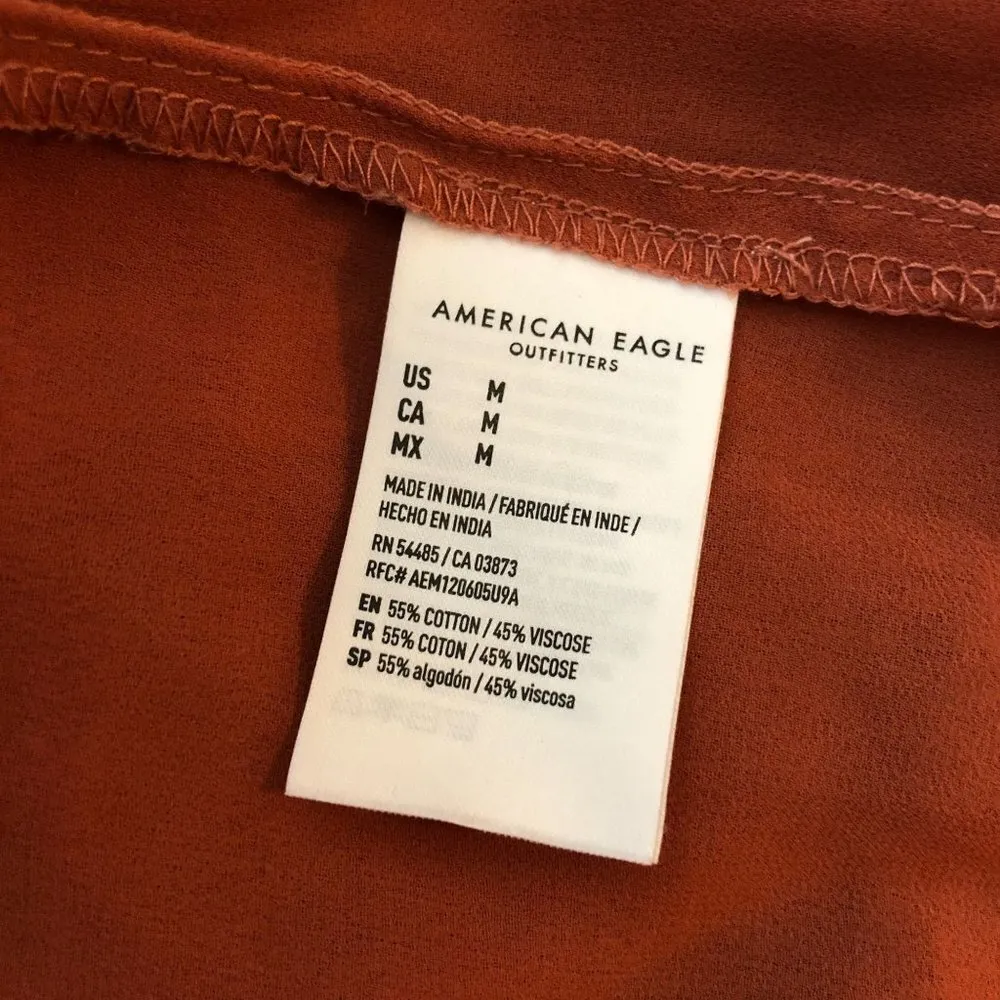 AMERICAN EAGLE
OUTFITTERS
US M
CA M
MX M
MADE IN INDIA / FABRIQUÉ EN INDE /
HECHO EN INDIA
RN 54485 / CA 03873
RFC# AEM120605U9A
EN 55% COTTON / 45% VISCOSE
FR 55% COTON / 45% VISCOSE
SP 55% algodón / 45% viscosa